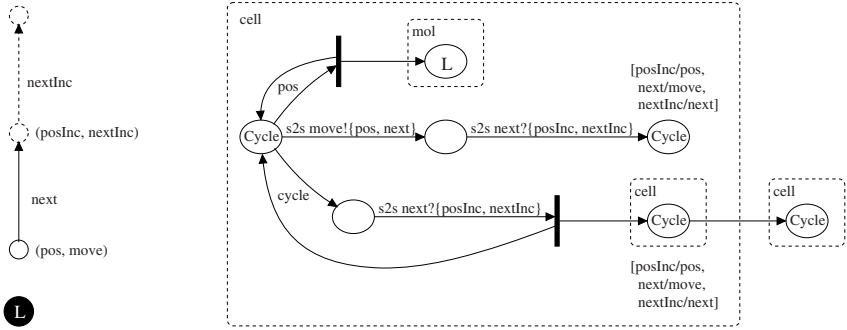 nextInc
(posInc, nextInc)
next
(pos, move)
L
cell
mol
L
pos
[posInc/pos,
next/move,
nextInc/next]
Cycle
s2s move!{pos, next}
s2s next?{posInc, nextInc}
Cycle
cycle
s2s next?{posInc, nextInc}
cell
Cycle
cell
Cycle
[posInc/pos,
next/move,
nextInc/next]